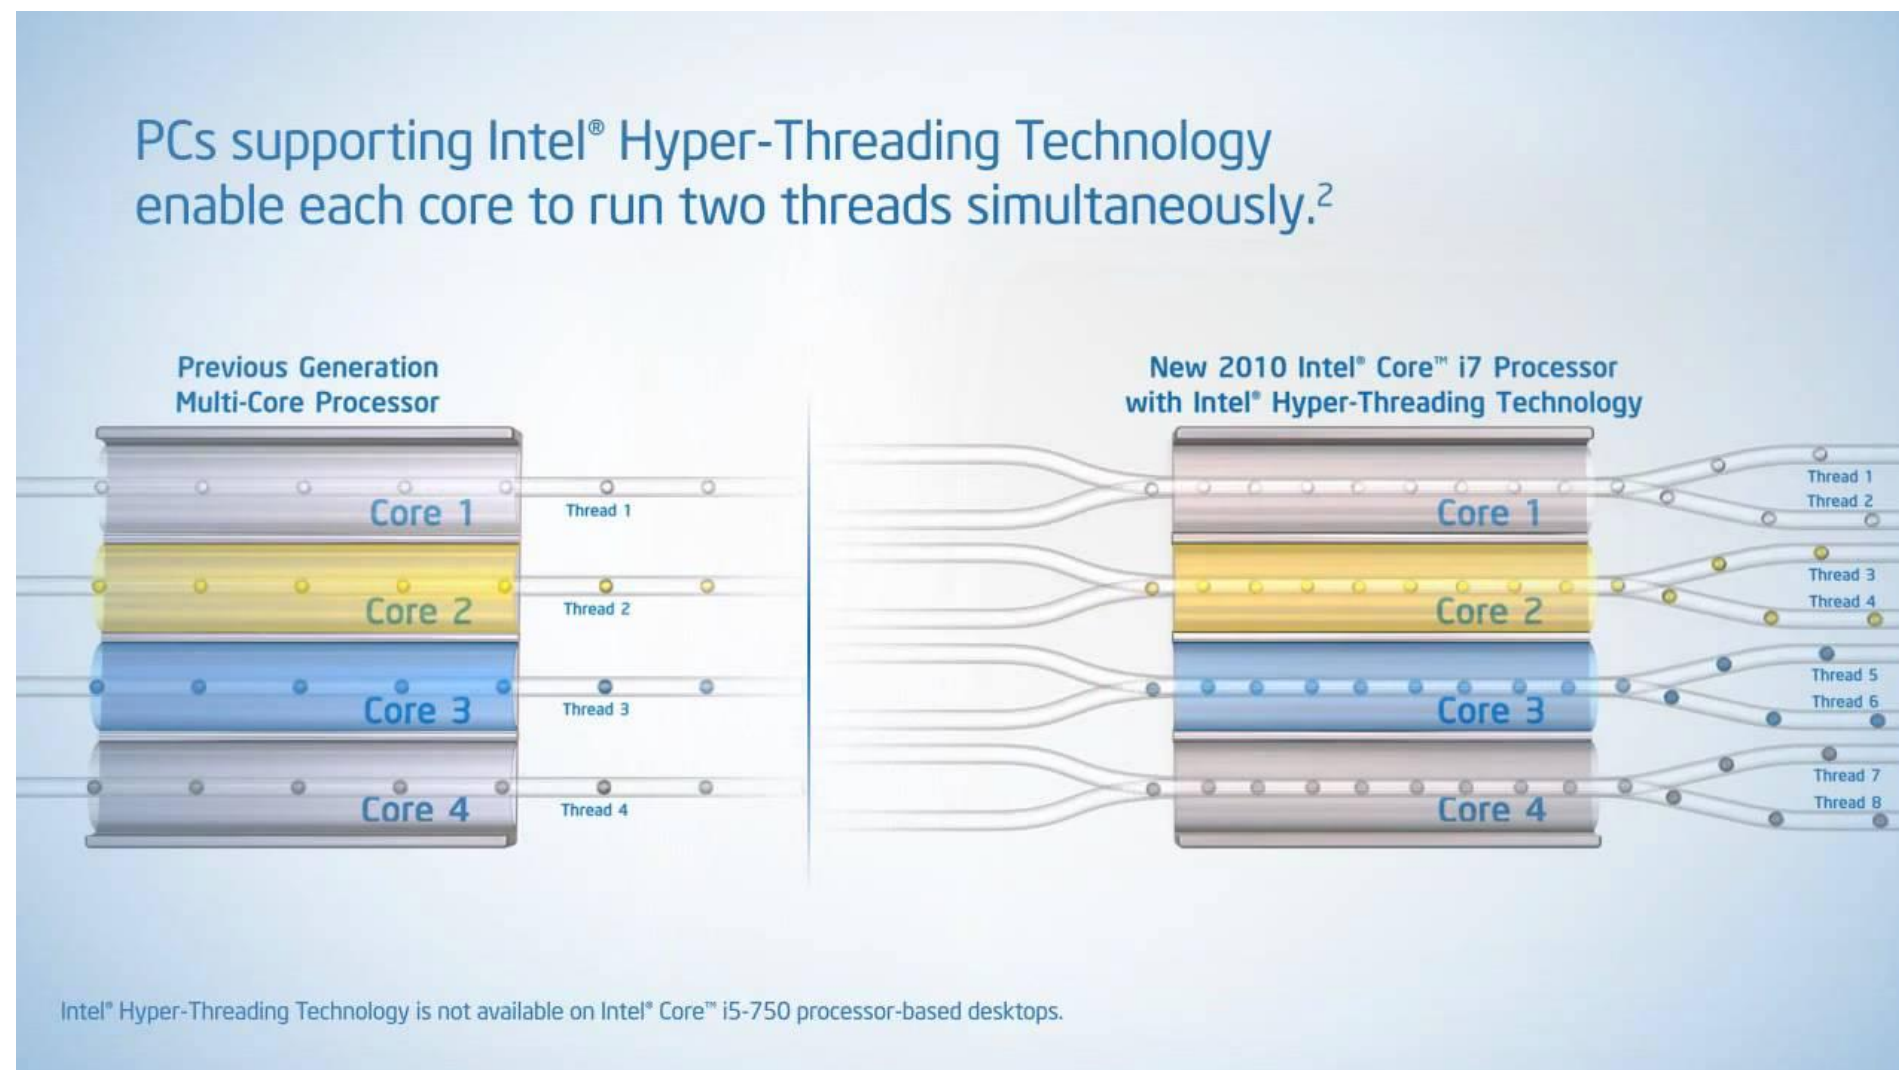 PCs supporting Intel® Hyper-Threading Technology
enable each core to run two threads simultaneously.²
Previous Generation
Multi-Core Processor
Core 1
Thread 1
Core 2
Thread 2
Core 3
Thread 3
Core 4
Thread 4
New 2010 Intel® Core™ i7 Processor
with Intel® Hyper-Threading Technology
Core 1
Thread 1
Thread 2
Core 2
Thread 3
Thread 4
Core 3
Thread 5
Thread 6
Core 4
Thread 7
Thread 8
Intel® Hyper-Threading Technology is not available on Intel® Core™ i5-750 processor-based desktops.